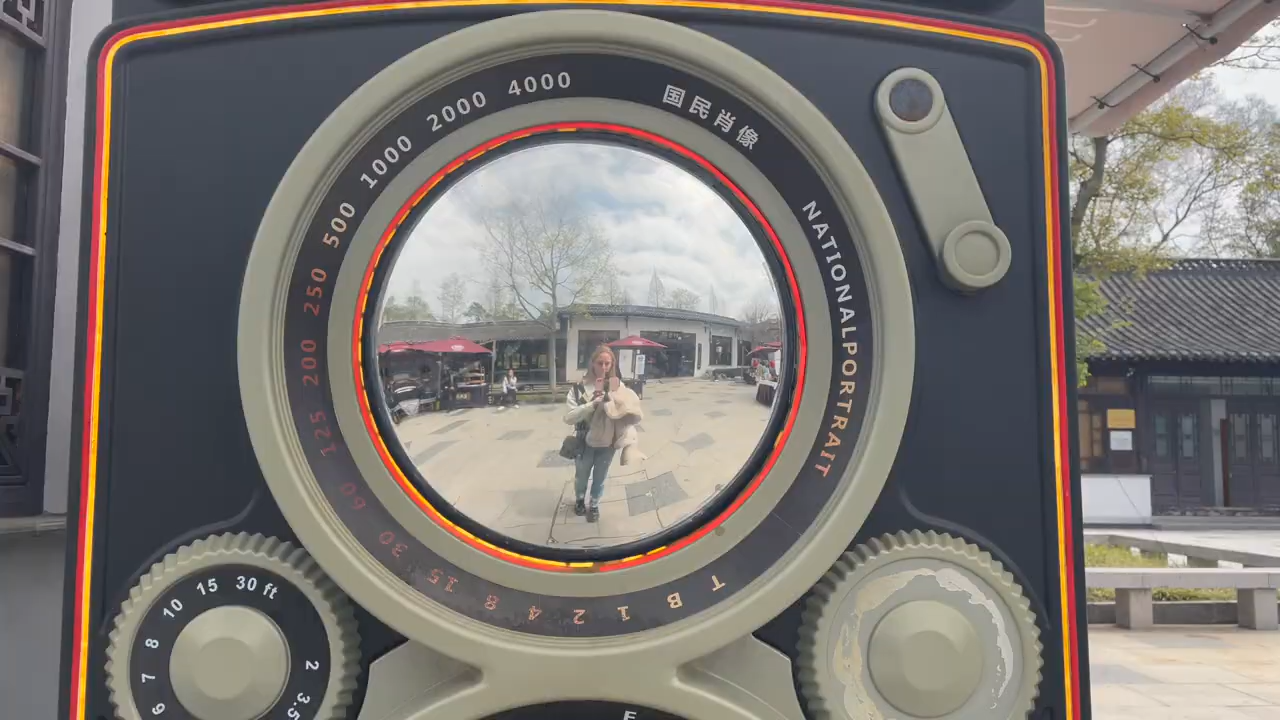 4000 2000 1000 500 250 200 125 60 30 15 8 4 2 1 B T
国民肖像
NATIONALPORTRAIT
30 ft 15 10 8 7 6
2 3.5
F